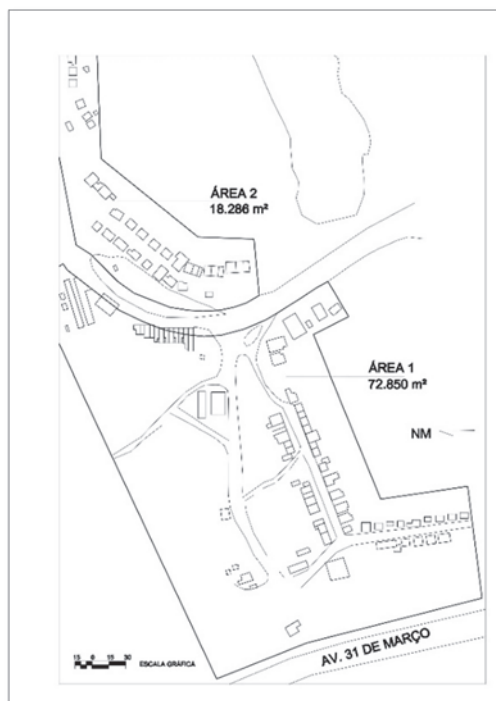 ÁREA 2
18.286 m²
ÁREA 1
72.850 m²
NM
AV. 31 DE MARÇO
15 0 15 30
ESCALA GRÁFICA